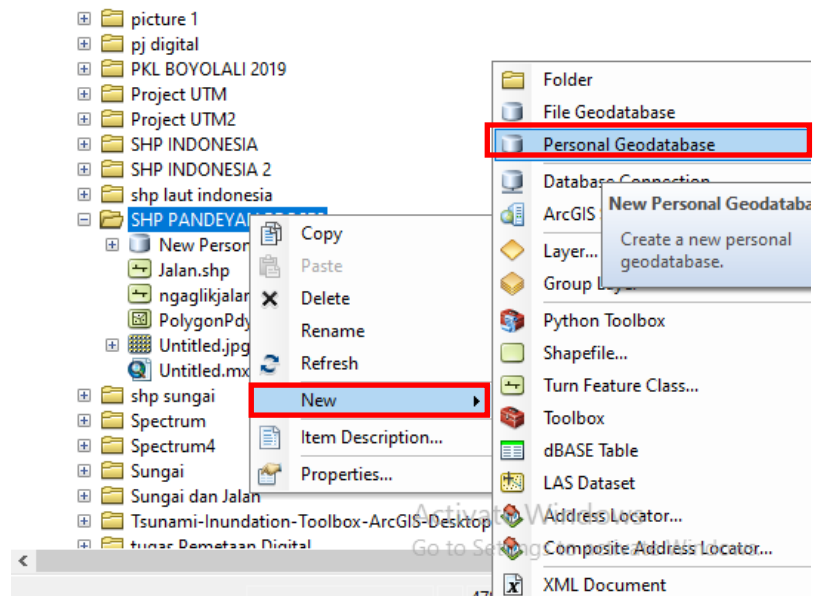 picture 1
pj digital
PKL BOYOLALI 2019
Project UTM
Project UTM2
SHP INDONESIA
SHP INDONESIA 2
shp laut indonesia
SHP PANDEYAN
New Person
Jalan.shp
ngaglikjalan
PolygonPdy
Untitled.jpg
Untitled.mx
shp sungai
Spectrum
Spectrum4
Sungai
Sungai dan Jalan
Tsunami-Inundation-Toolbox-ArcGIS-Desktop
tugas Pemetaan Digital
Copy
Paste
Delete
Rename
Refresh
New
Item Description...
Properties...
Folder
File Geodatabase
Personal Geodatabase
Database Connection
ArcGIS
Layer...
Group Layer
Python Toolbox
Shapefile...
Turn Feature Class...
Toolbox
dBASE Table
LAS Dataset
Address Locator...
Composite Address Locator...
XML Document
New Personal Geodataba
Create a new personal
geodatabase.
Activate Windows
Go to Settings to activate Windows.